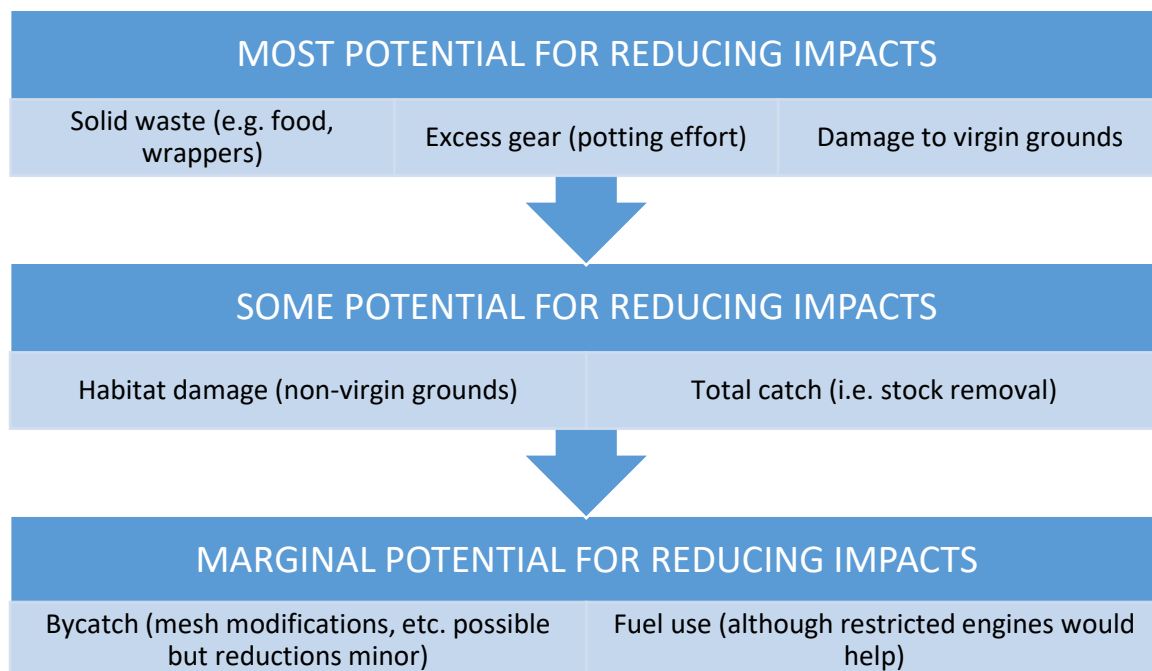 MOST POTENTIAL FOR REDUCING IMPACTS
Solid waste (e.g. food,
wrappers)
Excess gear (potting effort)
Damage to virgin grounds
SOME POTENTIAL FOR REDUCING IMPACTS
Habitat damage (non-virgin grounds)
Total catch (i.e. stock removal)
MARGINAL POTENTIAL FOR REDUCING IMPACTS
Bycatch (mesh modifications, etc. possible
but reductions minor)
Fuel use (although restricted engines would
help)